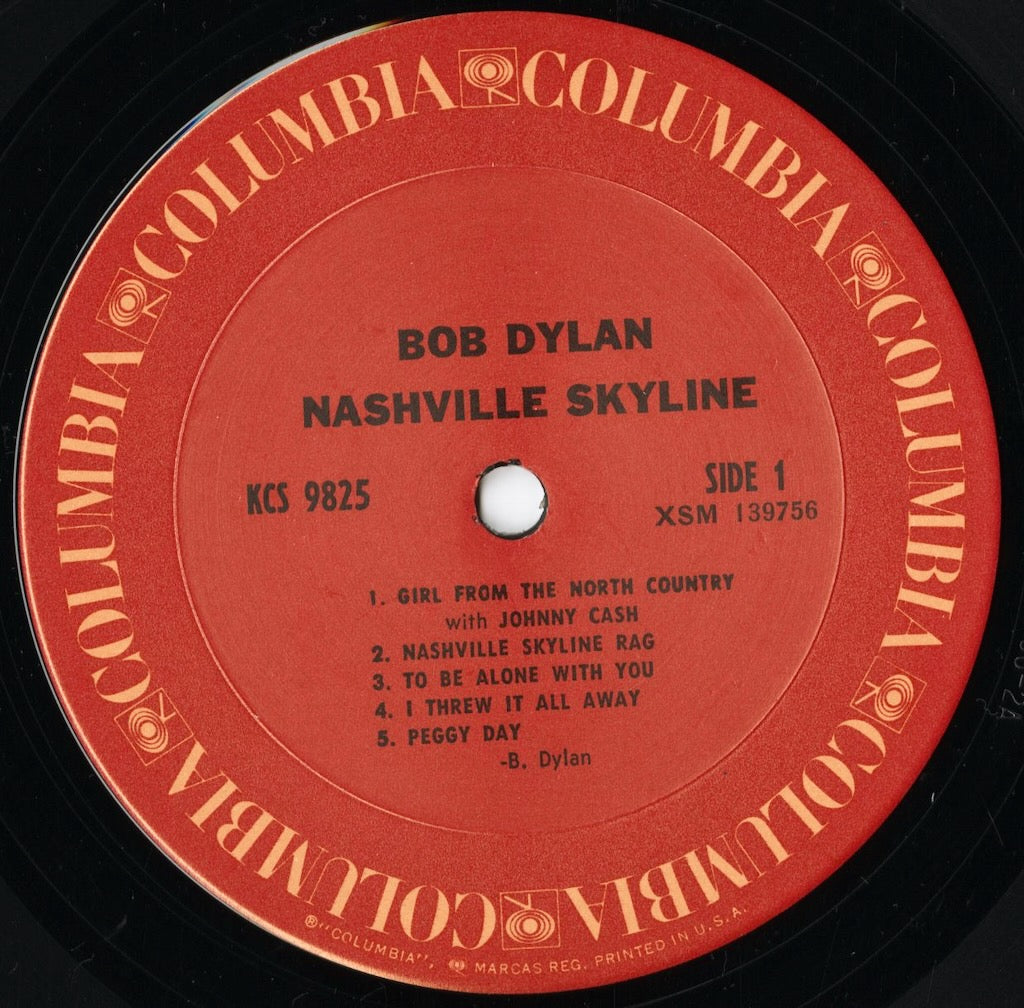 COLUMBIA COLUMBIA COLUMBIA COLUMBIA COLUMBIA COLUMBIA
BOB DYLAN
NASHVILLE SKYLINE
KCS 9825
SIDE 1
XSM 139756
1. GIRL FROM THE NORTH COUNTRY
with JOHNNY CASH
2. NASHVILLE SKYLINE RAG
3. TO BE ALONE WITH YOU
4. I THREW IT ALL AWAY
5. PEGGY DAY
-B. Dylan
®"COLUMBIA", MARCAS REG. PRINTED IN U.S.A.